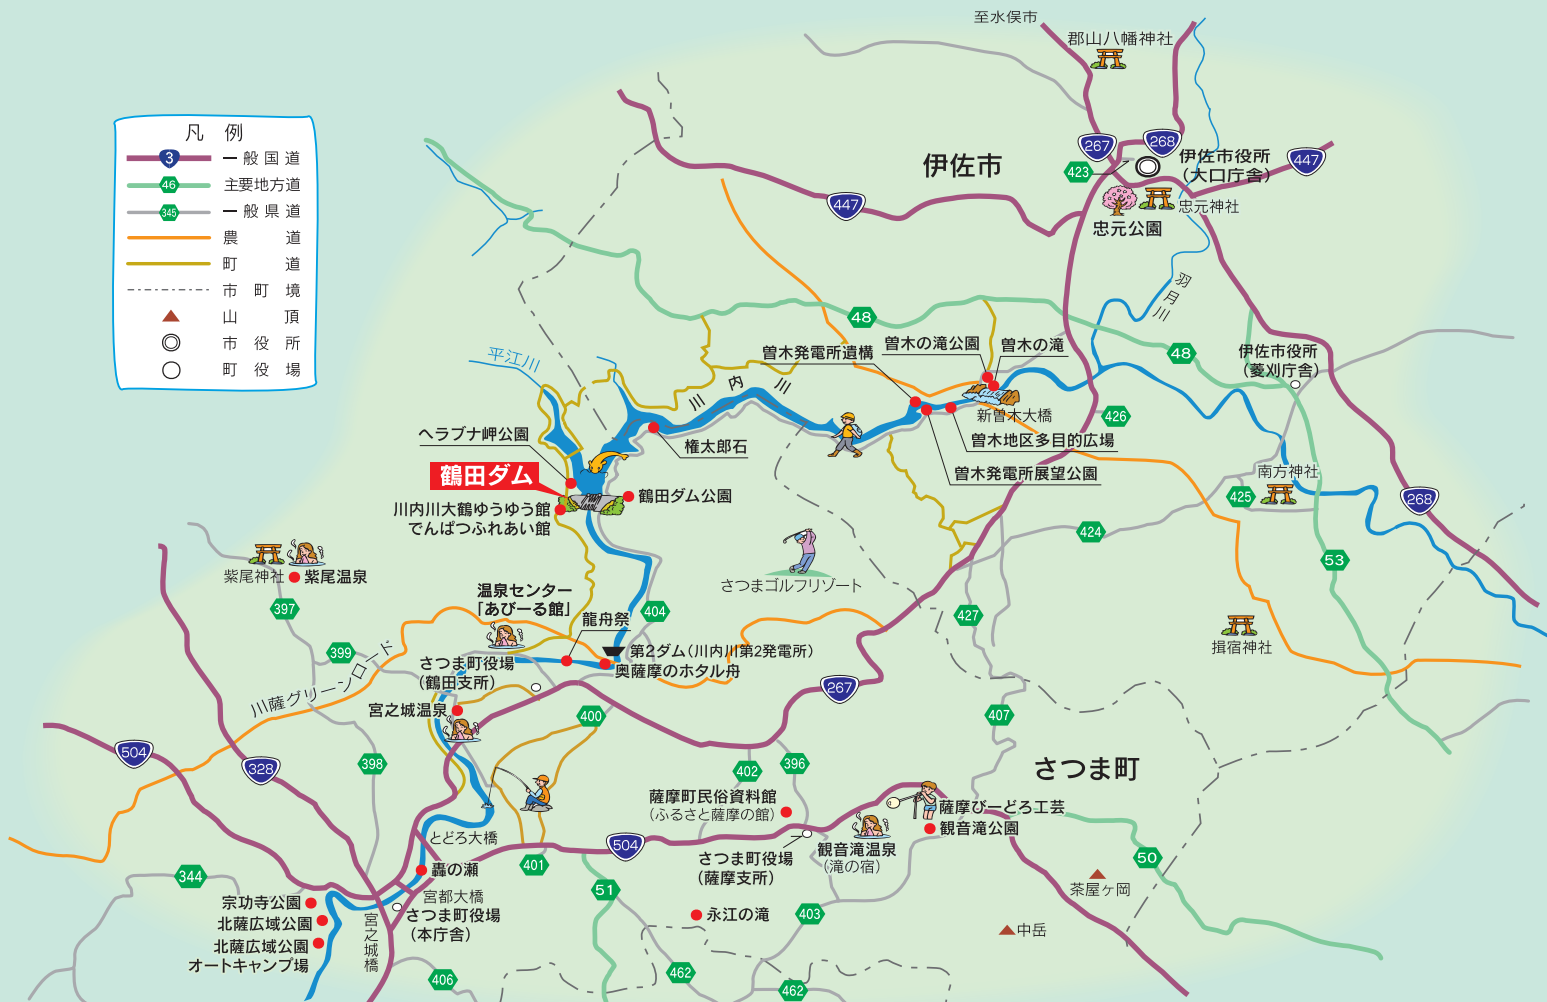 至水俣市
郡山八幡神社
凡 例
3
一般国道
46
主要地方道
345
一般県道
農道
町道
市町境
山頂
市役所
町役場
267
268
伊佐市役所
(大口庁舎)
447
423
伊佐市
447
忠元神社
忠元公園
羽月川
48
曽木の滝公園
曽木の滝
曽木発電所遺構
48
伊佐市役所
(菱刈庁舎)
平江川
川内川
新曽木大橋
426
曽木地区多目的広場
曽木発電所展望公園
ヘラブナ岬公園
権太郎石
鶴田ダム
鶴田ダム公園
川内川大鶴ゆうゆう館
でんぱつふれあい館
南方神社
425
268
424
53
紫尾神社
紫尾温泉
397
399
川薩グリーンロード
さつまゴルフリゾート
温泉センター
「あびーる館」
龍舟祭
404
427
揖宿神社
第2ダム(川内川第2発電所)
奥薩摩のホタル舟
さつま町役場
(鶴田支所)
宮之城温泉
267
400
407
504
328
398
402
396
さつま町
薩摩町民俗資料館
(ふるさと薩摩の館)
薩摩びーどろ工芸
観音滝公園
とどろ大橋
504
さつま町役場
(薩摩支所)
観音滝温泉
(滝の宿)
50
401
轟の瀬
344
51
茶屋ヶ岡
宗功寺公園
宮都大橋
さつま町役場
(本庁舎)
北薩広域公園
永江の滝
403
中岳
北薩広域公園
オートキャンプ場
宮之城橋
406
462
462